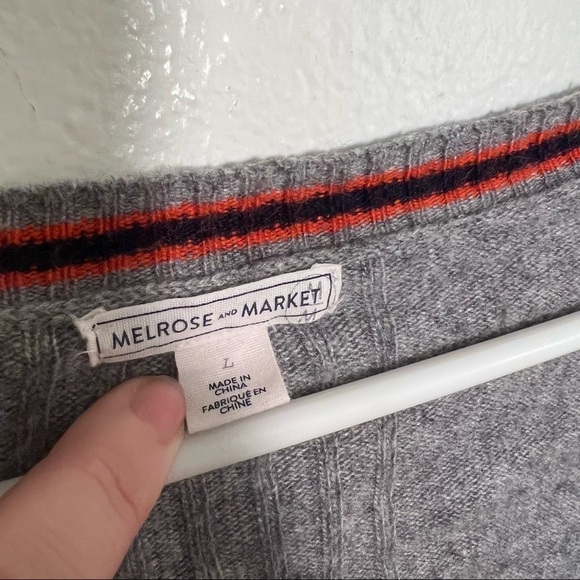 MELROSE AND MARKET
L
MADE IN
CHINA
FABRIQUÉ EN
CHINE